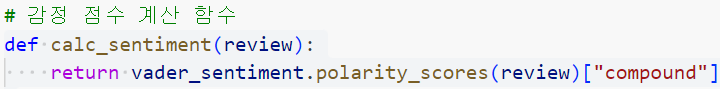 # 감정 점수 계산 함수
def calc_sentiment(review):
    return vader_sentiment.polarity_scores(review)["compound"]